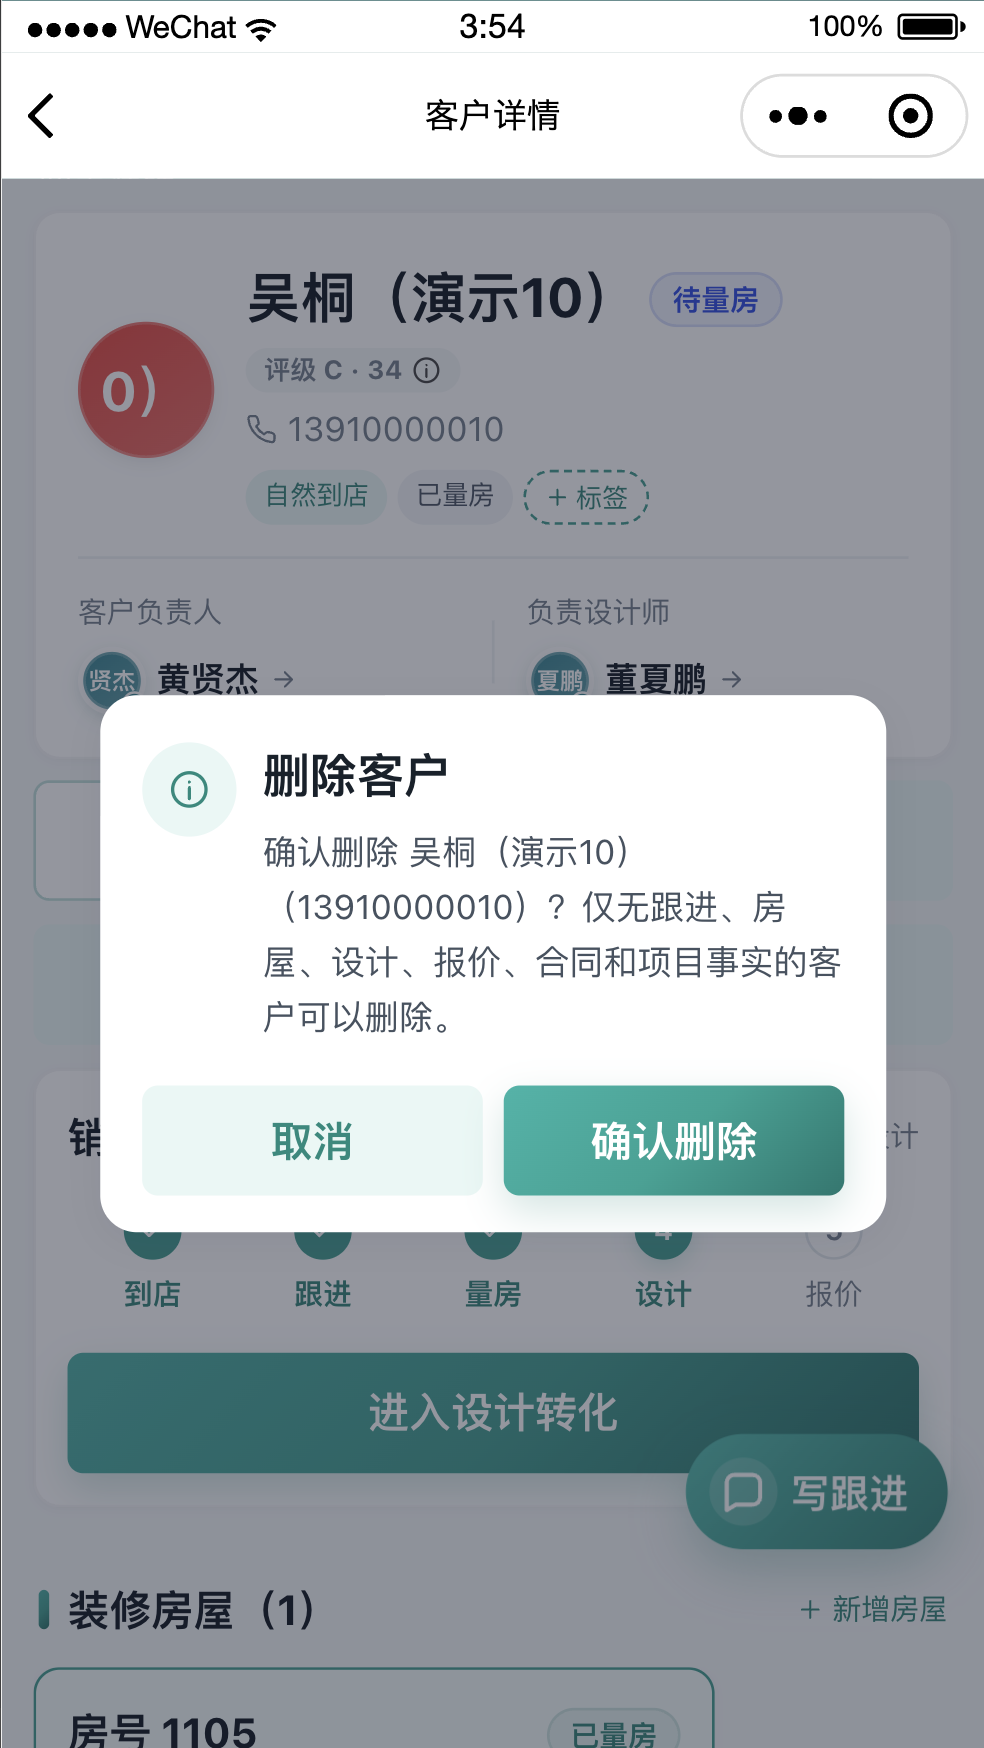 WeChat 3:54 100%
客户详情
吴桐（演示10） 待量房
0）
评级 C · 34
13910000010
自然到店 已量房 + 标签
客户负责人 负责设计师
贤杰 黄贤杰 → 夏鹏 董夏鹏 →
删除客户
确认删除 吴桐（演示10）
（13910000010）？仅无跟进、房
屋、设计、报价、合同和项目事实的客
户可以删除。
取消 确认删除
销 计
4 5
到店 跟进 量房 设计 报价
进入设计转化
写跟进
装修房屋（1） + 新增房屋
房号 1105 已量房